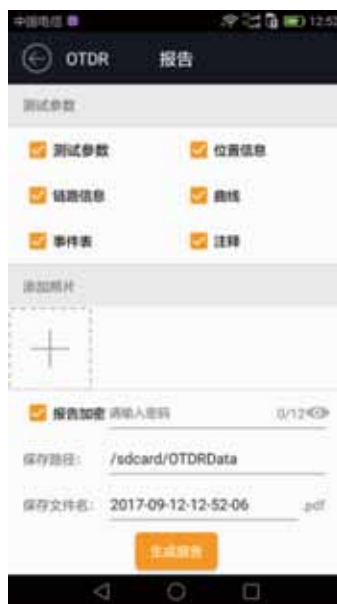 中国电信 12:52
OTDR 报告
测试参数
测试参数 位置信息
链路信息 曲线
事件表 注释
添加照片
报告加密 请输入密码 0/12
保存路径: /sdcard/OTDRData
保存文件名: 2017-09-12-12-52-06 .pdf
生成报告